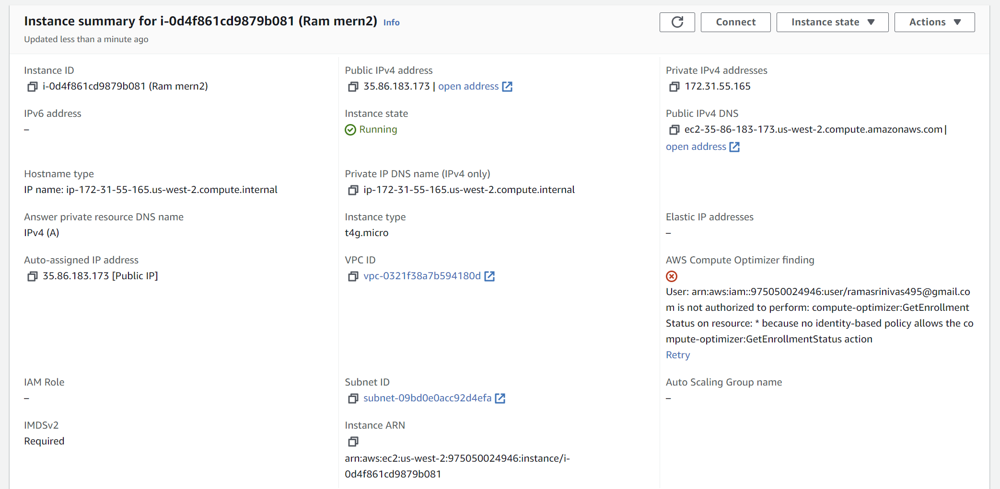 Instance summary for i-0d4f861cd9879b081 (Ram mern2) Info
Updated less than a minute ago
Connect
Instance state
Actions
Instance ID
i-0d4f861cd9879b081 (Ram mern2)
Public IPv4 address
35.86.183.173 | open address
Private IPv4 addresses
172.31.55.165
IPv6 address
–
Instance state
Running
Public IPv4 DNS
ec2-35-86-183-173.us-west-2.compute.amazonaws.com |
open address
Hostname type
IP name: ip-172-31-55-165.us-west-2.compute.internal
Private IP DNS name (IPv4 only)
ip-172-31-55-165.us-west-2.compute.internal
Answer private resource DNS name
IPv4 (A)
Instance type
t4g.micro
Elastic IP addresses
–
Auto-assigned IP address
35.86.183.173 [Public IP]
VPC ID
vpc-0321f38a7b594180d
AWS Compute Optimizer finding
User: arn:aws:iam::975050024946:user/ramasrinivas495@gmail.co
m is not authorized to perform: compute-optimizer:GetEnrollment
Status on resource: * because no identity-based policy allows the co
mpute-optimizer:GetEnrollmentStatus action
Retry
IAM Role
–
Subnet ID
subnet-09bd0e0acc92d4efa
Auto Scaling Group name
–
IMDSv2
Required
Instance ARN
arn:aws:ec2:us-west-2:975050024946:instance/i-
0d4f861cd9879b081